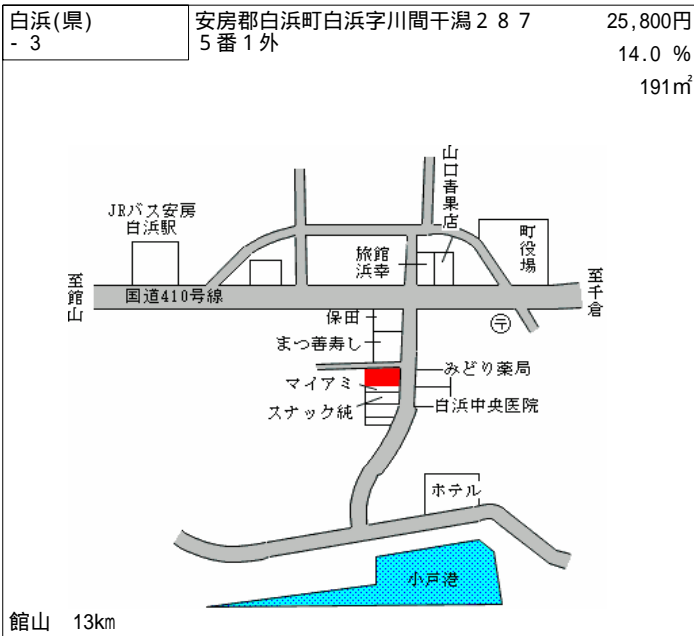 白浜(県)
- 3
安房郡白浜町白浜字川間干潟２８７
５番１外
25,800円
14.0 %
191㎡
山口青果店
JRバス安房
白浜駅
旅館
浜幸
町役場
至館山
国道410号線
至千倉
保田
〒
まつ善寿し
みどり薬局
マイアミ
スナック純
白浜中央医院
ホテル
小戸港
館山　13km